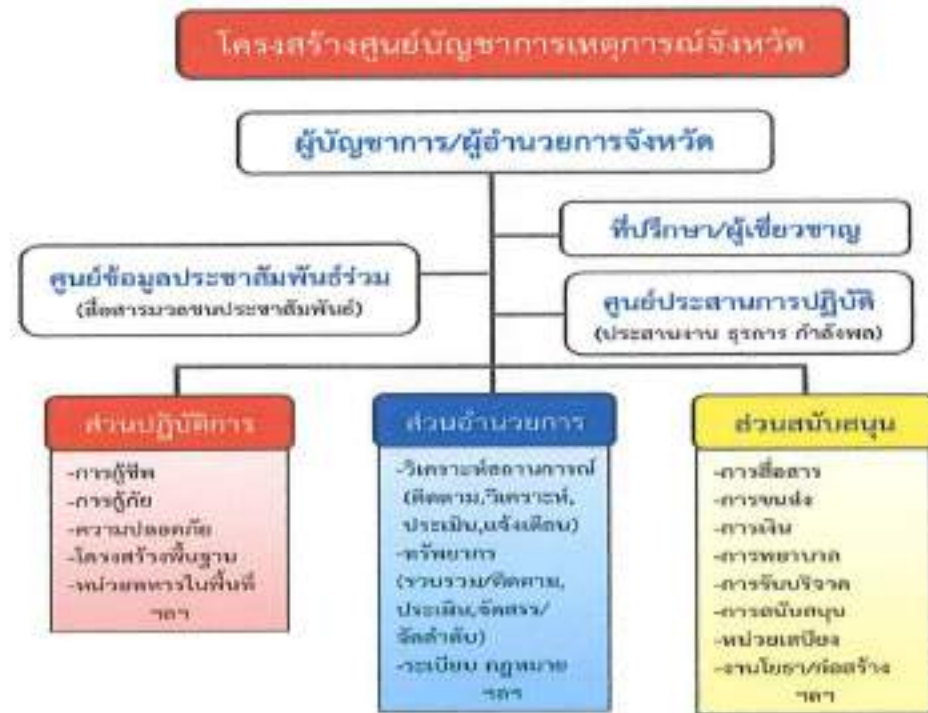 โครงสร้างศูนย์บัญชาการเหตุการณ์จังหวัด
ผู้บัญชาการ/ผู้อำนวยการจังหวัด
ที่ปรึกษา/ผู้เชี่ยวชาญ
ศูนย์ข้อมูลประชาสัมพันธ์ร่วม
(สื่อสารมวลชนประชาสัมพันธ์)
ศูนย์ประสานการปฏิบัติ
(ประสานงาน ธุรการ กำลังพล)
ส่วนปฏิบัติการ
-การกู้ชีพ
-การกู้ภัย
-ความปลอดภัย
-โครงสร้างพื้นฐาน
-หน่วยทหารในพื้นที่
ฯลฯ
ส่วนอำนวยการ
-วิเคราะห์สถานการณ์
(ติดตาม,วิเคราะห์,
ประเมิน,แจ้งเตือน)
-ทรัพยากร
(รวบรวม/ติดตาม,
ประเมิน,จัดสรร/
จัดลำดับ)
-ระเบียบ กฎหมาย
ฯลฯ
ส่วนสนับสนุน
-การสื่อสาร
-การขนส่ง
-การเงิน
-การพยาบาล
-การรับบริจาค
-การสนับสนุน
-หน่วยเสบียง
-งานโยธา/ก่อสร้าง
ฯลฯ